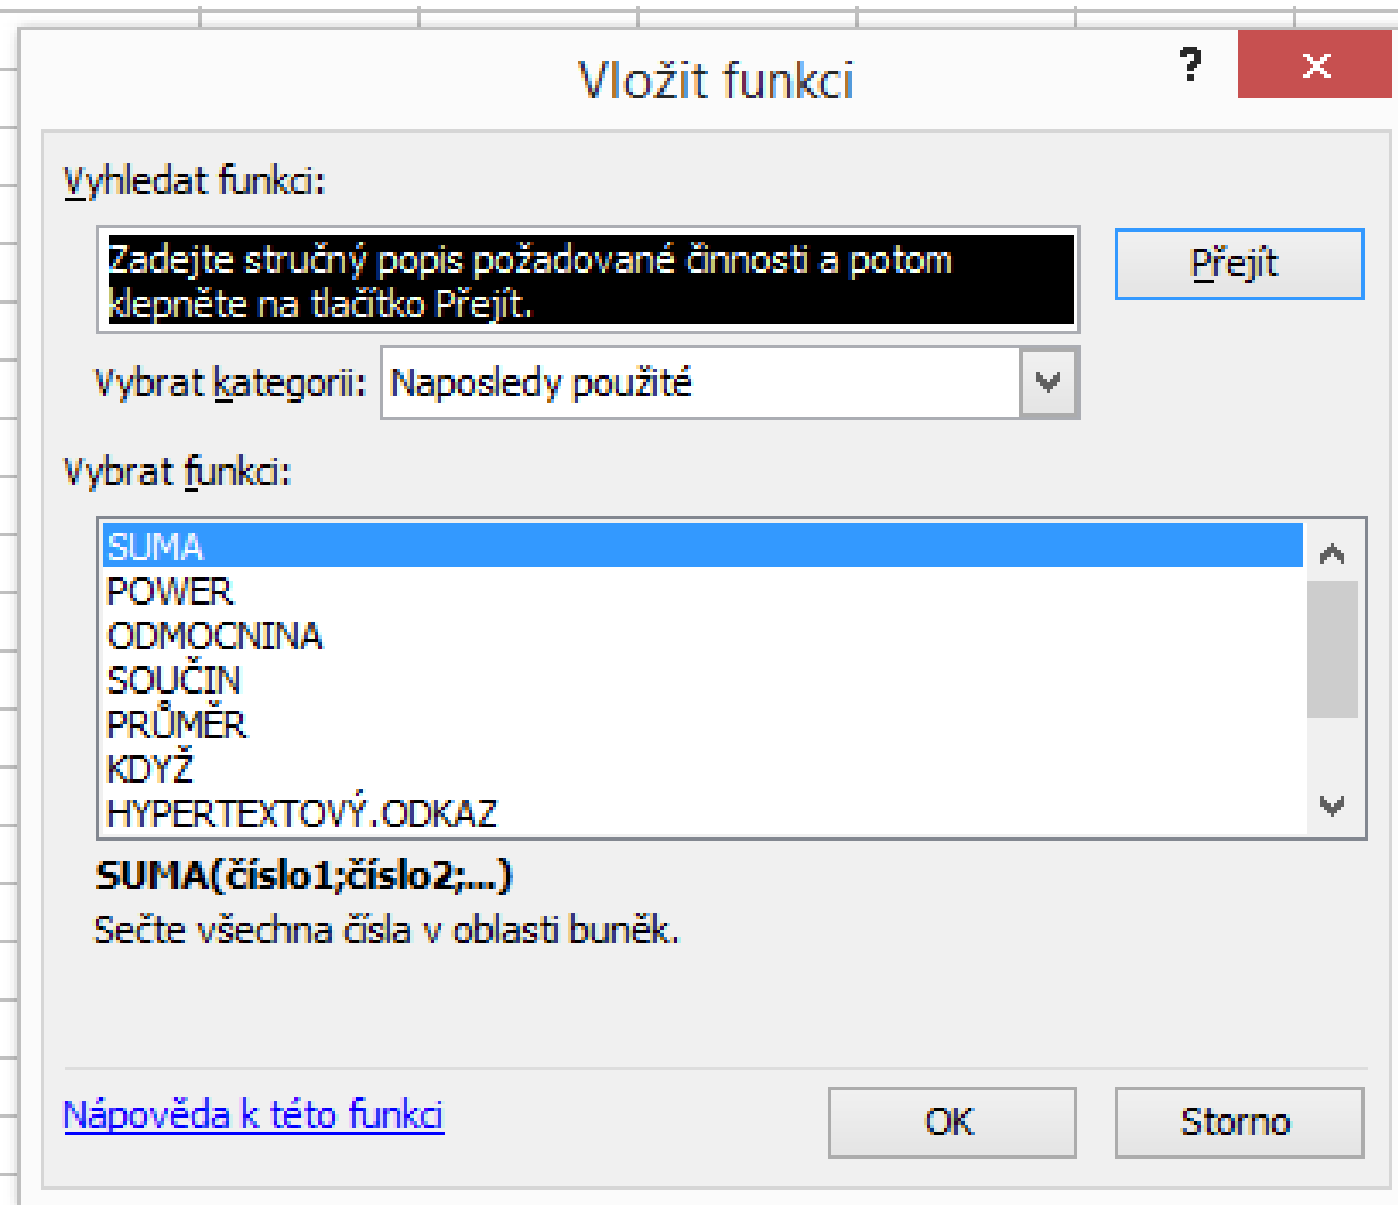 Vložit funkci
?
Vyhledat funkci:
Zadejte stručný popis požadované činnosti a potom
klepněte na tlačítko Přejít.
Přejít
Vybrat kategorii: Naposledy použité
Vybrat funkci:
SUMA
POWER
ODMOCNINA
SOUČIN
PRŮMĚR
KDYŽ
HYPERTEXTOVÝ.ODKAZ
SUMA(číslo1;číslo2;...)
Sečte všechna čísla v oblasti buněk.
Nápověda k této funkci
OK
Storno